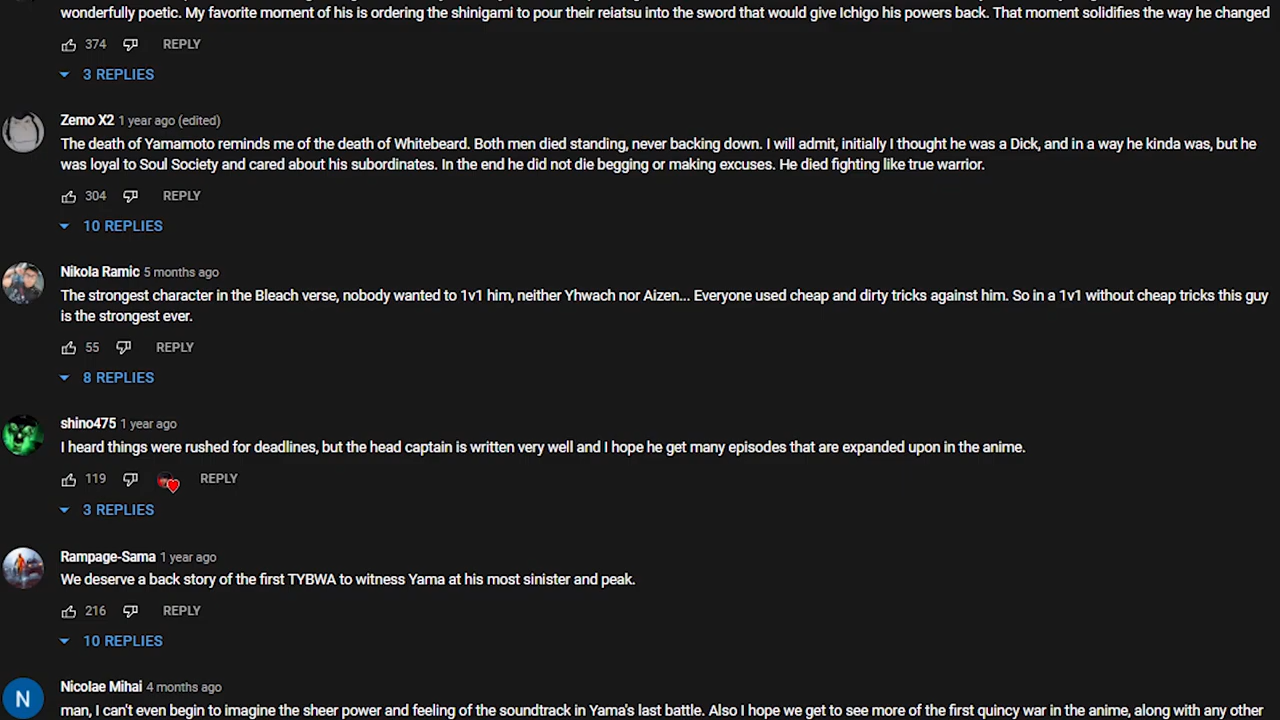 wonderfully poetic. My favorite moment of his is ordering the shinigami to pour their reiatsu into the sword that would give Ichigo his powers back. That moment solidifies the way he changed
374 REPLY
3 REPLIES
Zemo X2 1 year ago (edited)
The death of Yamamoto reminds me of the death of Whitebeard. Both men died standing, never backing down. I will admit, initially I thought he was a Dick, and in a way he kinda was, but he
was loyal to Soul Society and cared about his subordinates. In the end he did not die begging or making excuses. He died fighting like true warrior.
304 REPLY
10 REPLIES
Nikola Ramic 5 months ago
The strongest character in the Bleach verse, nobody wanted to 1v1 him, neither Yhwach nor Aizen... Everyone used cheap and dirty tricks against him. So in a 1v1 without cheap tricks this guy
is the strongest ever.
55 REPLY
8 REPLIES
shino475 1 year ago
I heard things were rushed for deadlines, but the head captain is written very well and I hope he get many episodes that are expanded upon in the anime.
119 REPLY
3 REPLIES
Rampage-Sama 1 year ago
We deserve a back story of the first TYBWA to witness Yama at his most sinister and peak.
216 REPLY
10 REPLIES
N
Nicolae Mihai 4 months ago
man, I can't even begin to imagine the sheer power and feeling of the soundtrack in Yama's last battle. Also I hope we get to see more of the first quincy war in the anime, along with any other